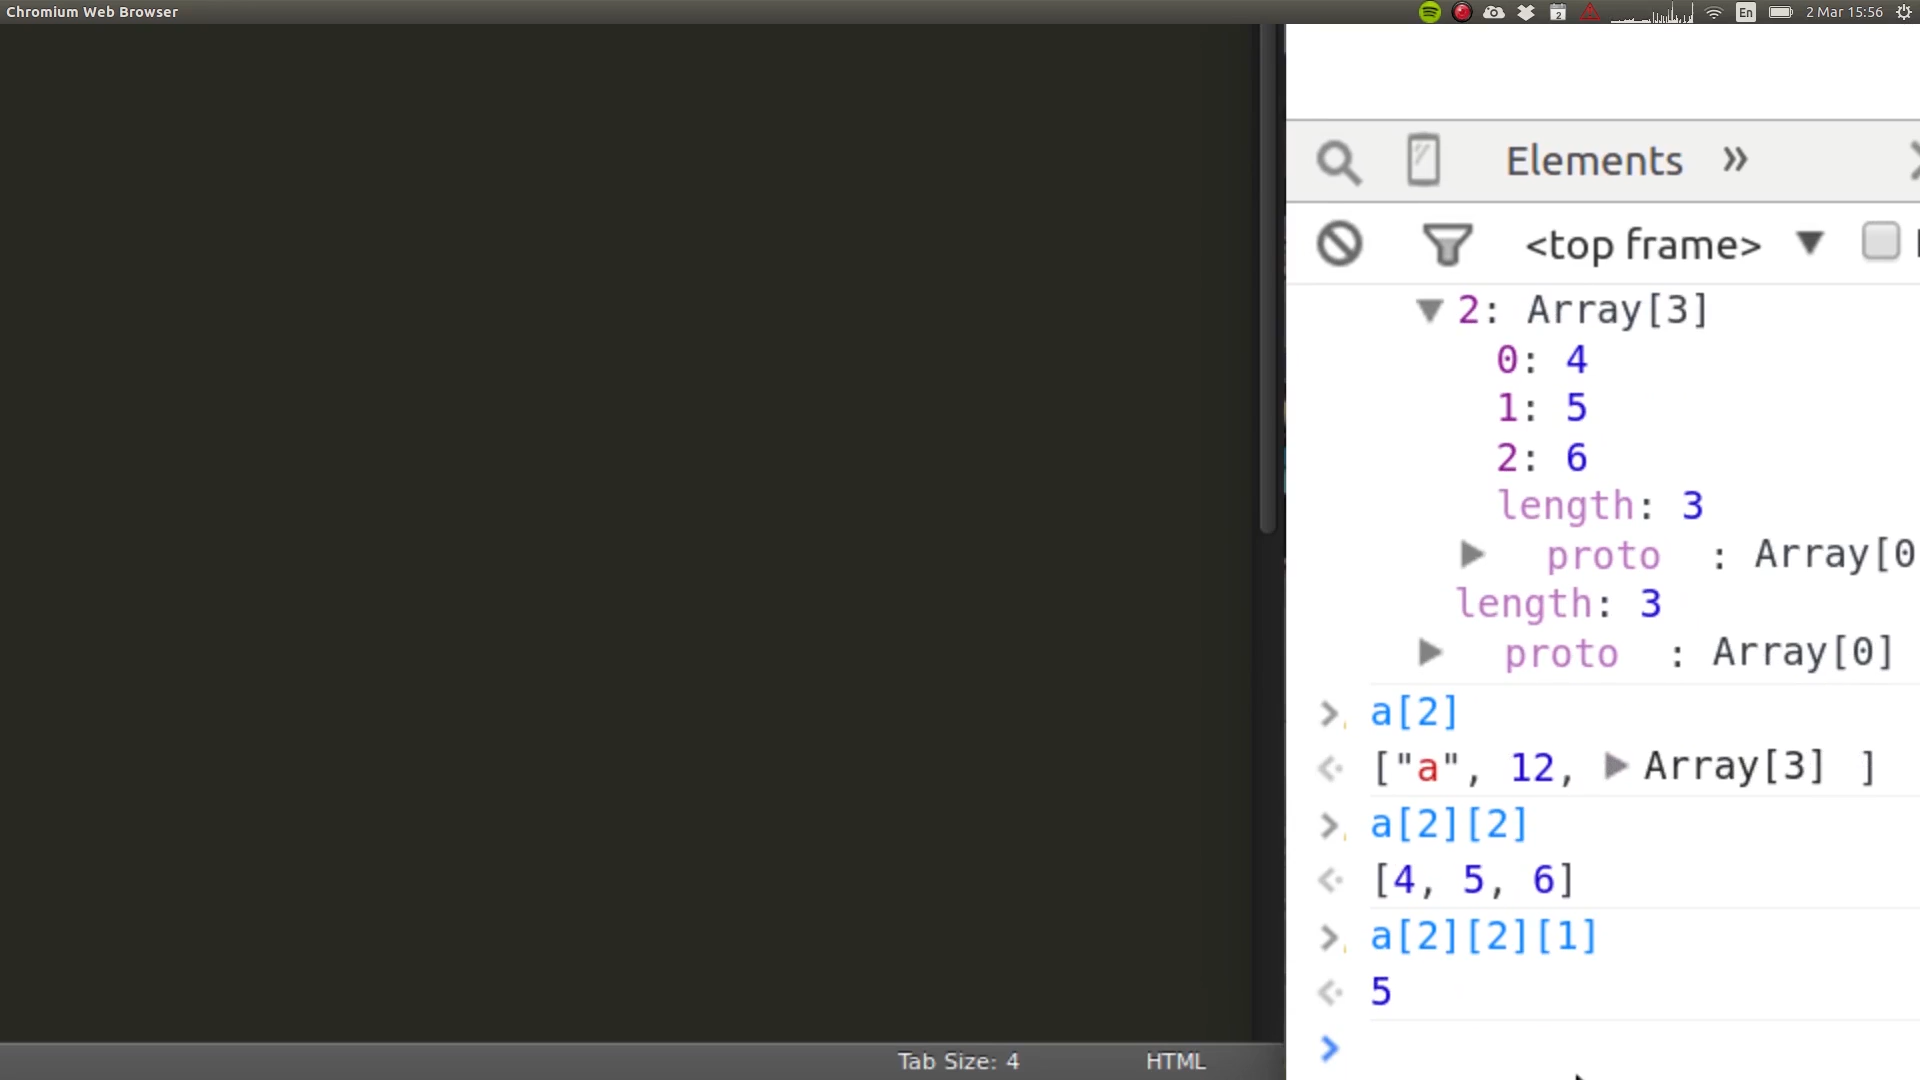 Chromium Web Browser
2
En
2 Mar 15:56
Elements »
<top frame> ▼
▼ 2: Array[3]
0: 4
1: 5
2: 6
length: 3
▶ proto : Array[0
length: 3
▶ proto : Array[0]
> a[2]
["a", 12, ▶ Array[3] ]
> a[2][2]
[4, 5, 6]
> a[2][2][1]
5
>
Tab Size: 4 HTML